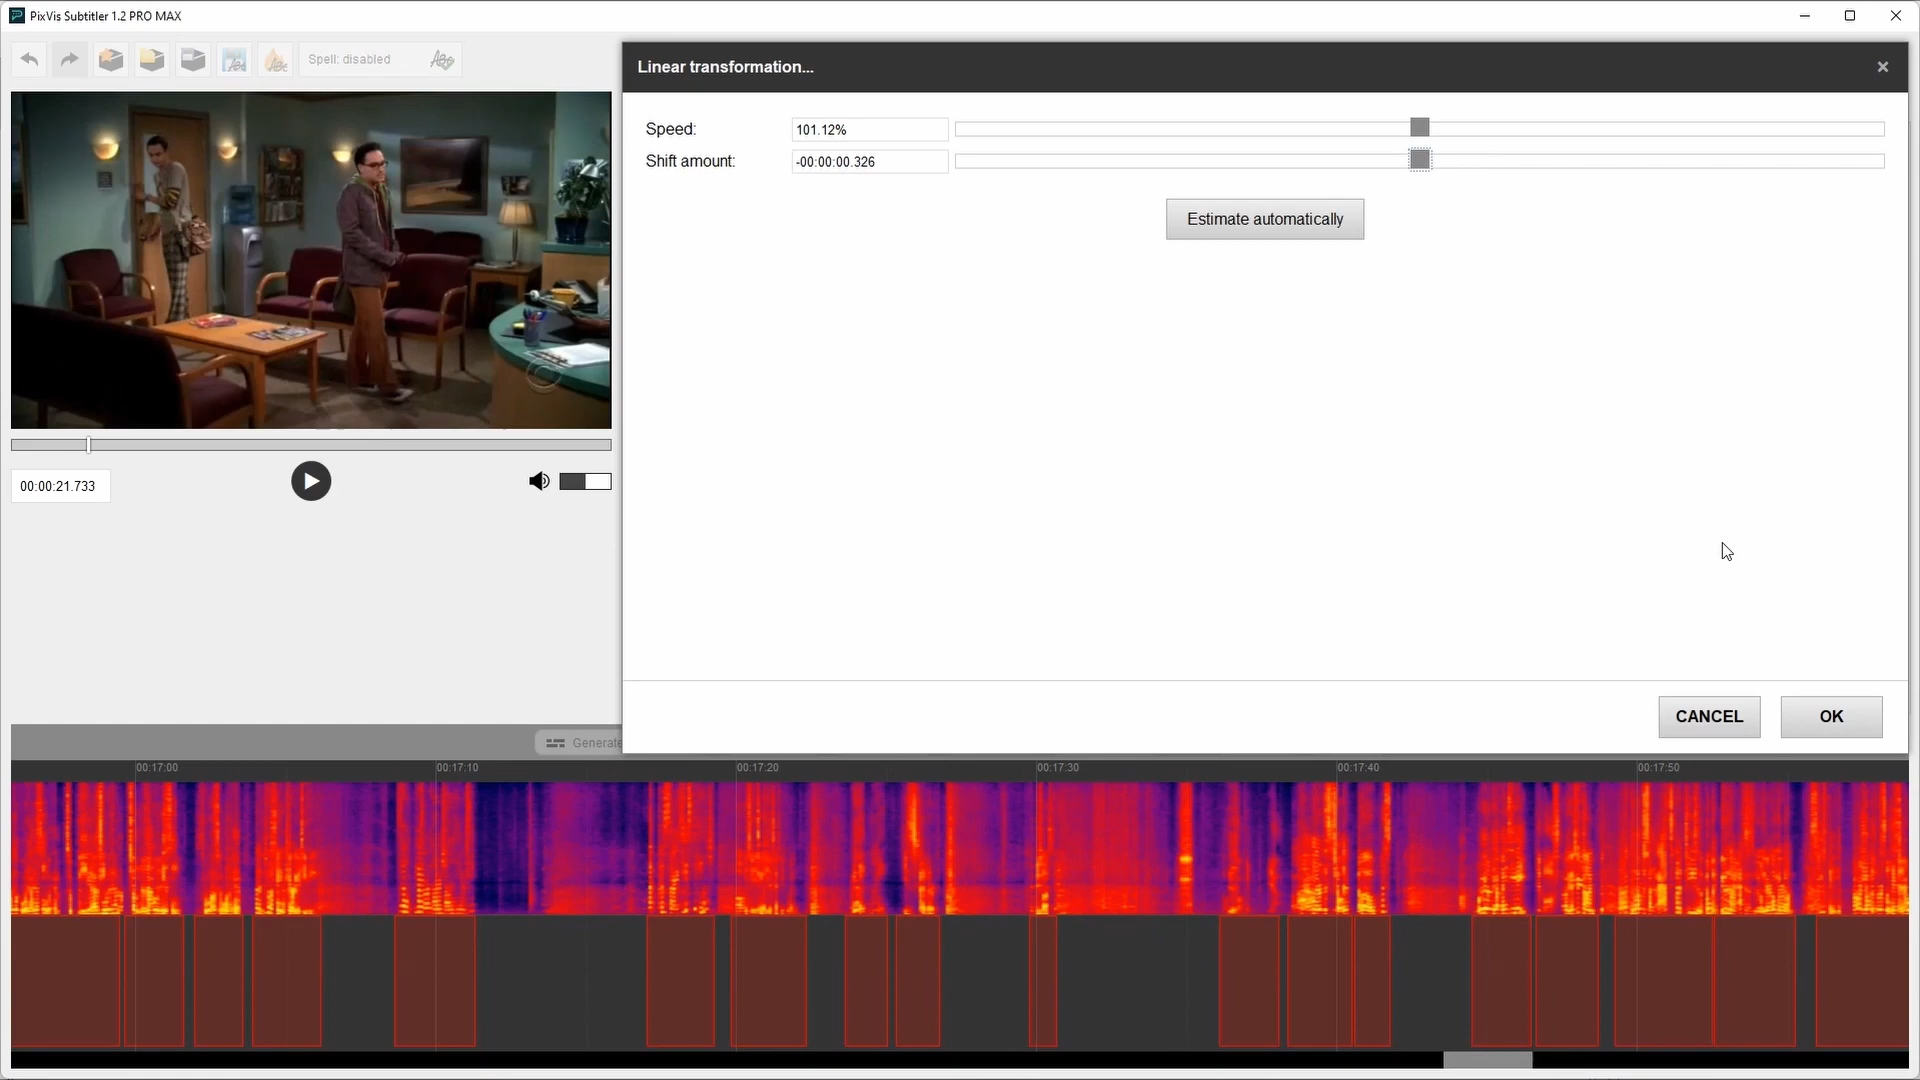 PixVis Subtitler 1.2 PRO MAX
Spell: disabled
Linear transformation...
Speed:
101.12%
Shift amount:
-00:00:00.326
Estimate automatically
00:00:21.733
CANCEL
OK
Generate
00:17:00
00:17:10
00:17:20
00:17:30
00:17:40
00:17:50